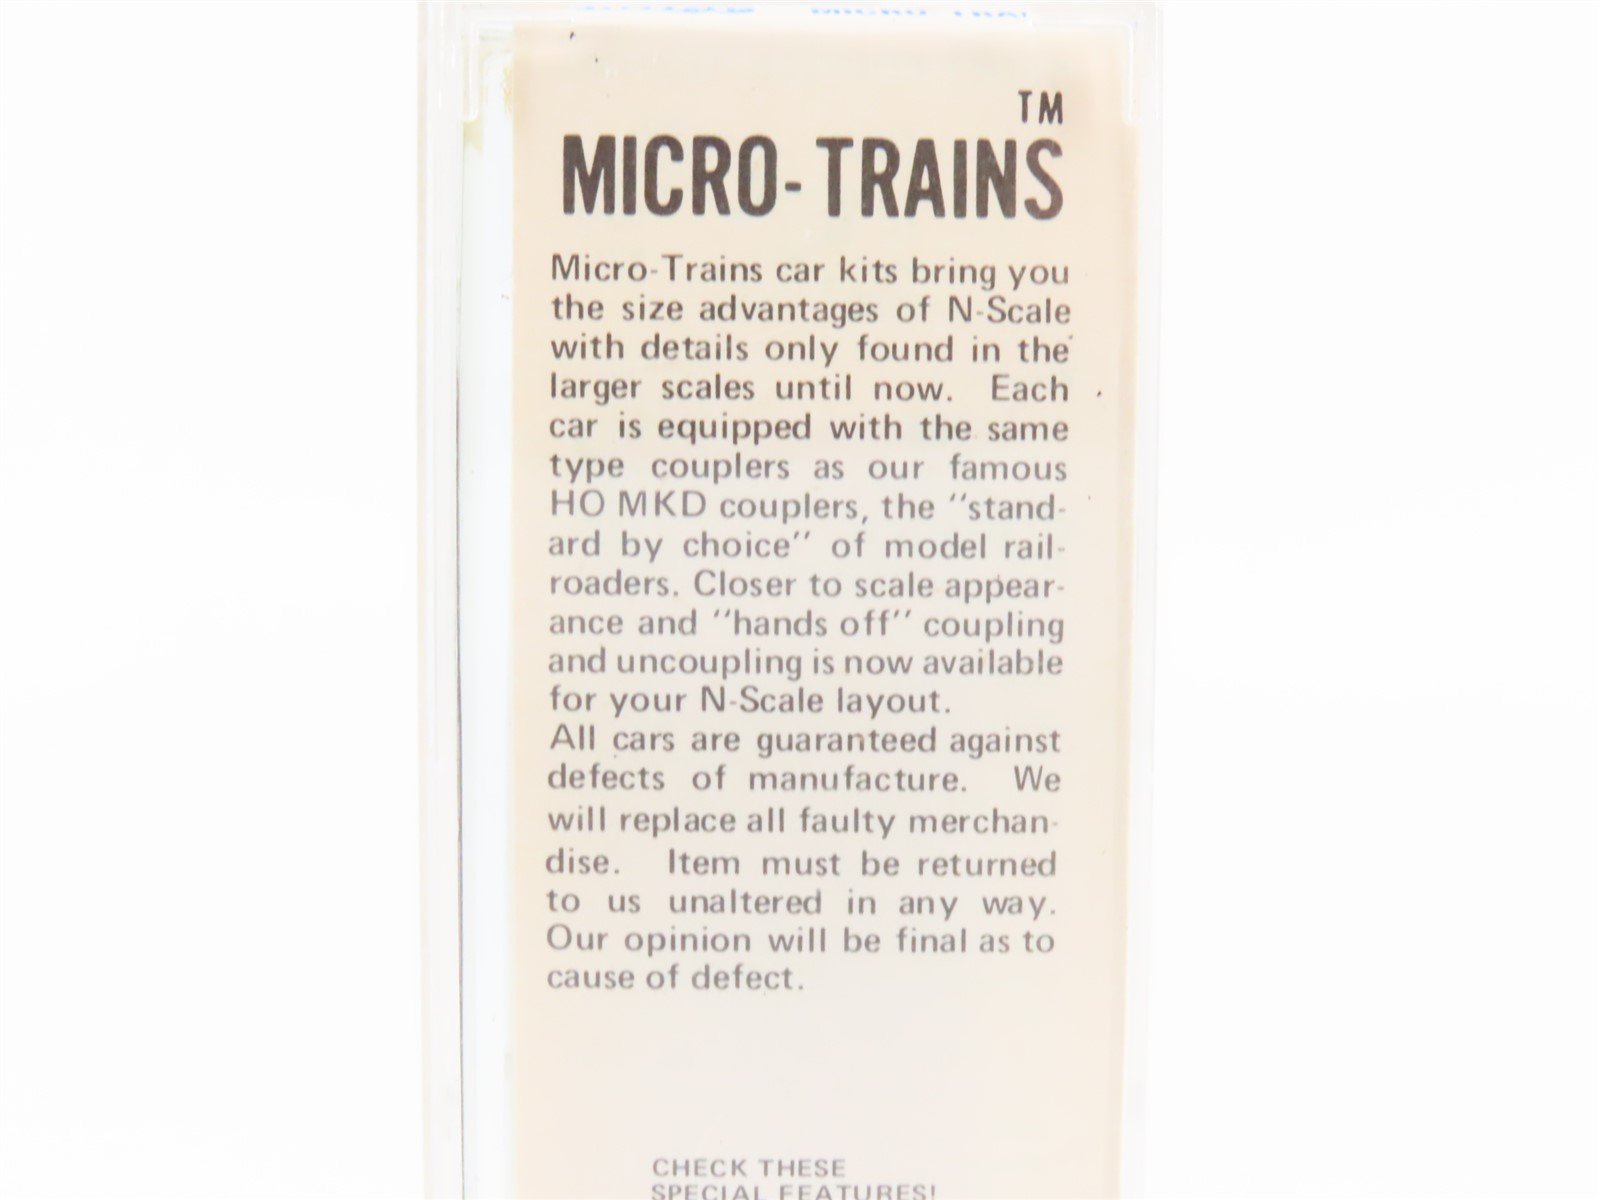 TM
MICRO-TRAINS
Micro-Trains car kits bring you
the size advantages of N-Scale
with details only found in the
larger scales until now. Each
car is equipped with the same
type couplers as our famous
HO MKD couplers, the "stand-
ard by choice" of model rail-
roaders. Closer to scale appear-
ance and "hands off" coupling
and uncoupling is now available
for your N-Scale layout.
All cars are guaranteed against
defects of manufacture. We
will replace all faulty merchan-
dise. Item must be returned
to us unaltered in any way.
Our opinion will be final as to
cause of defect.
CHECK THESE
SPECIAL FEATURES!